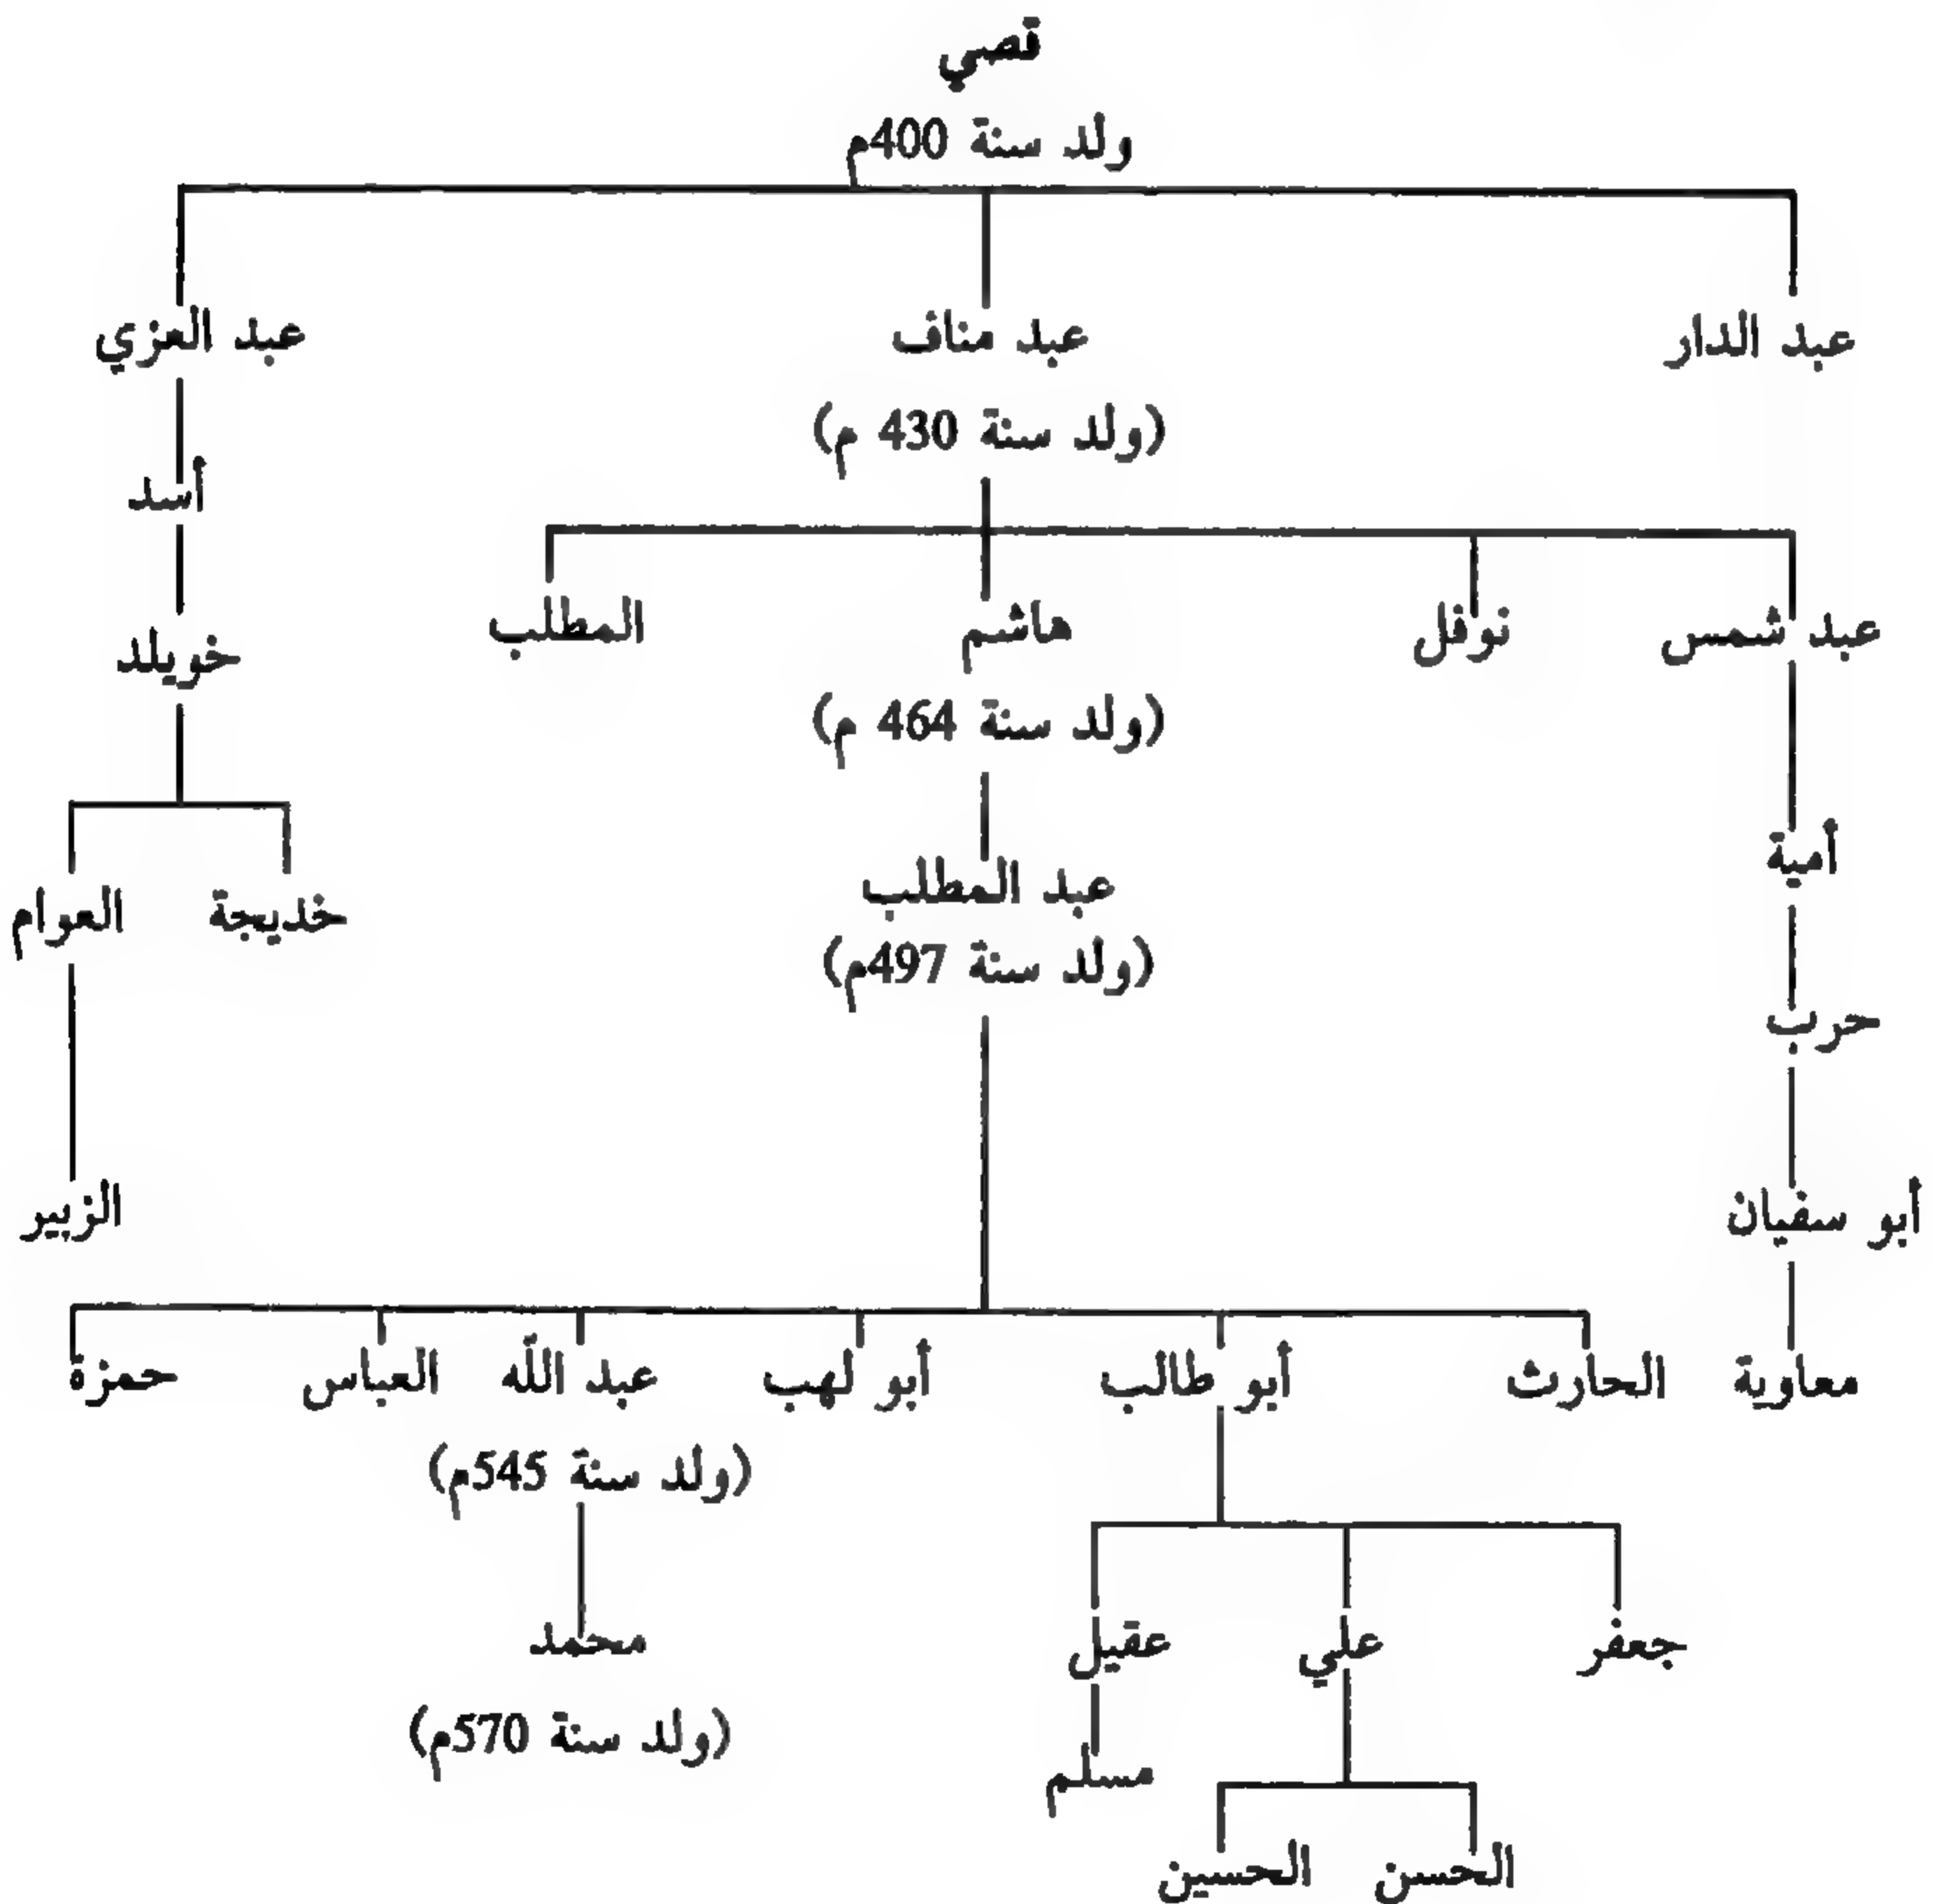 قصي
ولد سنة 400م
عبد الدار
عبد مناف
عبد العزي
(ولد سنة 430 م)
أسد
عبد شمس
نوفل
هاشم
المطلب
خويلد
(ولد سنة 464 م)
أمية
عبد المطلب
خديجة
العوام
(ولد سنة 497م)
حرب
أبو سفيان
الزبير
معاوية
الحارث
أبو طالب
أبو لهب
عبد الله
العباس
حمزة
(ولد سنة 545م)
جعفر
علي
عقيل
محمد
(ولد سنة 570م)
مسلم
الحسن
الحسين